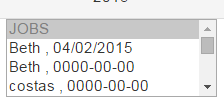 JOBS
Beth , 04/02/2015
Beth , 0000-00-00
costas , 0000-00-00